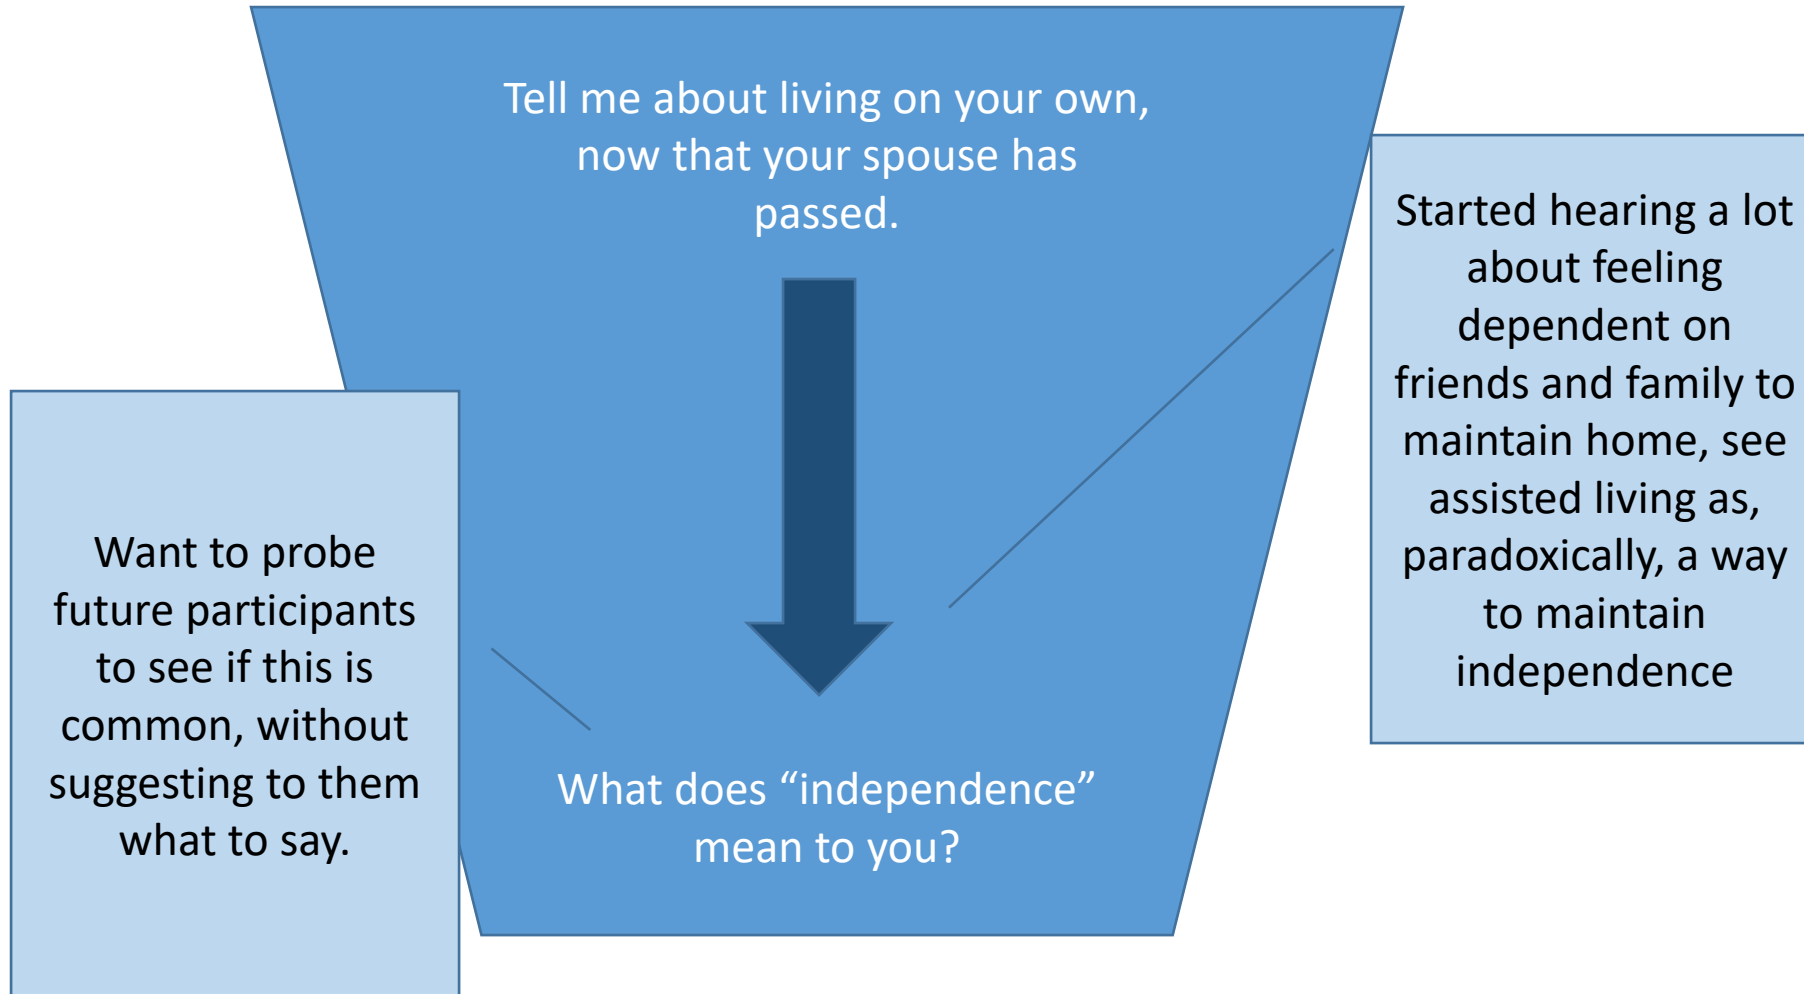 Tell me about living on your own,
now that your spouse has
passed.
Started hearing a lot
about feeling
dependent on
friends and family to
maintain home, see
assisted living as,
paradoxically, a way
to maintain
independence
Want to probe
future participants
to see if this is
common, without
suggesting to them
what to say.
What does “independence”
mean to you?